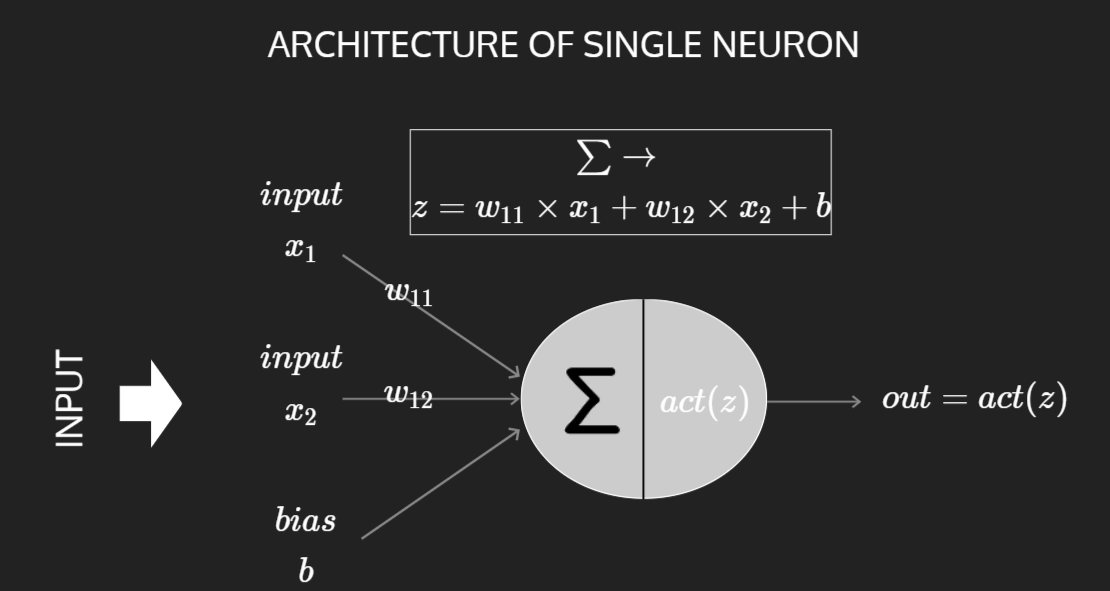 ARCHITECTURE OF SINGLE NEURON
∑ →
z = w₁₁ × x₁ + w₁₂ × x₂ + b
input
x₁
w₁₁
INPUT
input
x₂
w₁₂
∑
act(z)
out = act(z)
bias
b